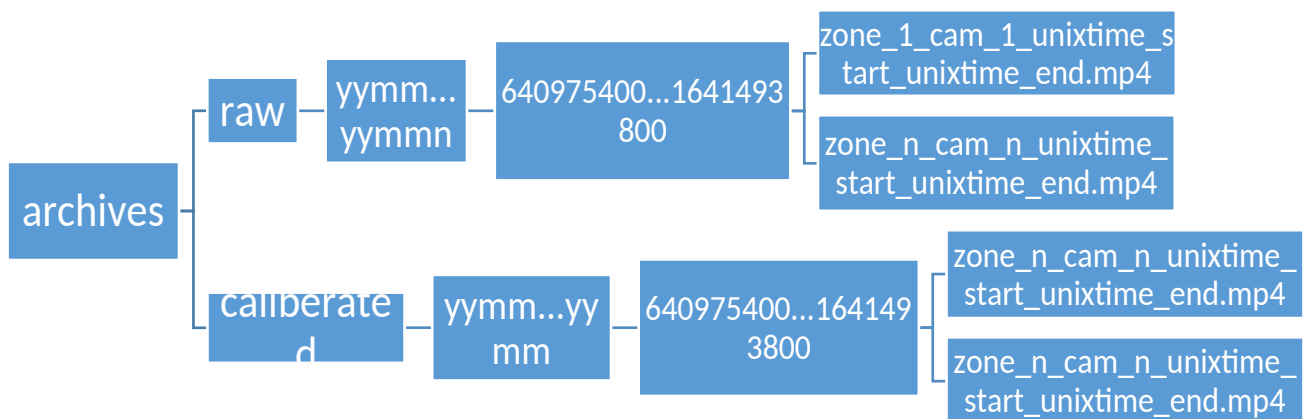 archives
raw
yymm...
yymmn
640975400...1641493
800
zone_1_cam_1_unixtime_s
tart_unixtime_end.mp4
zone_n_cam_n_unixtime_
start_unixtime_end.mp4
caliberate
d
yymm...yy
mm
640975400...164149
3800
zone_n_cam_n_unixtime_
start_unixtime_end.mp4
zone_n_cam_n_unixtime_
start_unixtime_end.mp4